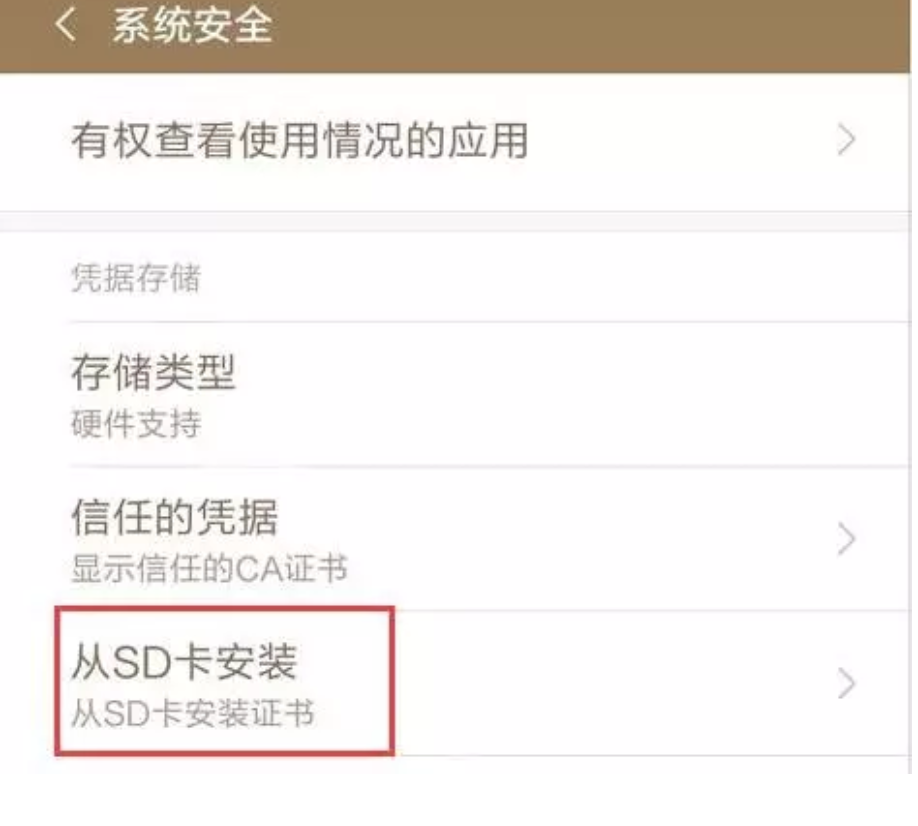 系统安全
有权查看使用情况的应用
凭据存储
存储类型
硬件支持
信任的凭据
显示信任的CA证书
从SD卡安装
从SD卡安装证书